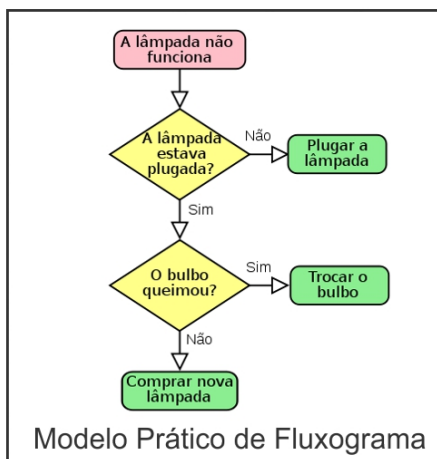 A lâmpada não
funciona
A lâmpada
estava
plugada?
Não
Plugar a
lâmpada
Sim
O bulbo
queimou?
Sim
Trocar o
bulbo
Não
Comprar nova
lâmpada
Modelo Prático de Fluxograma